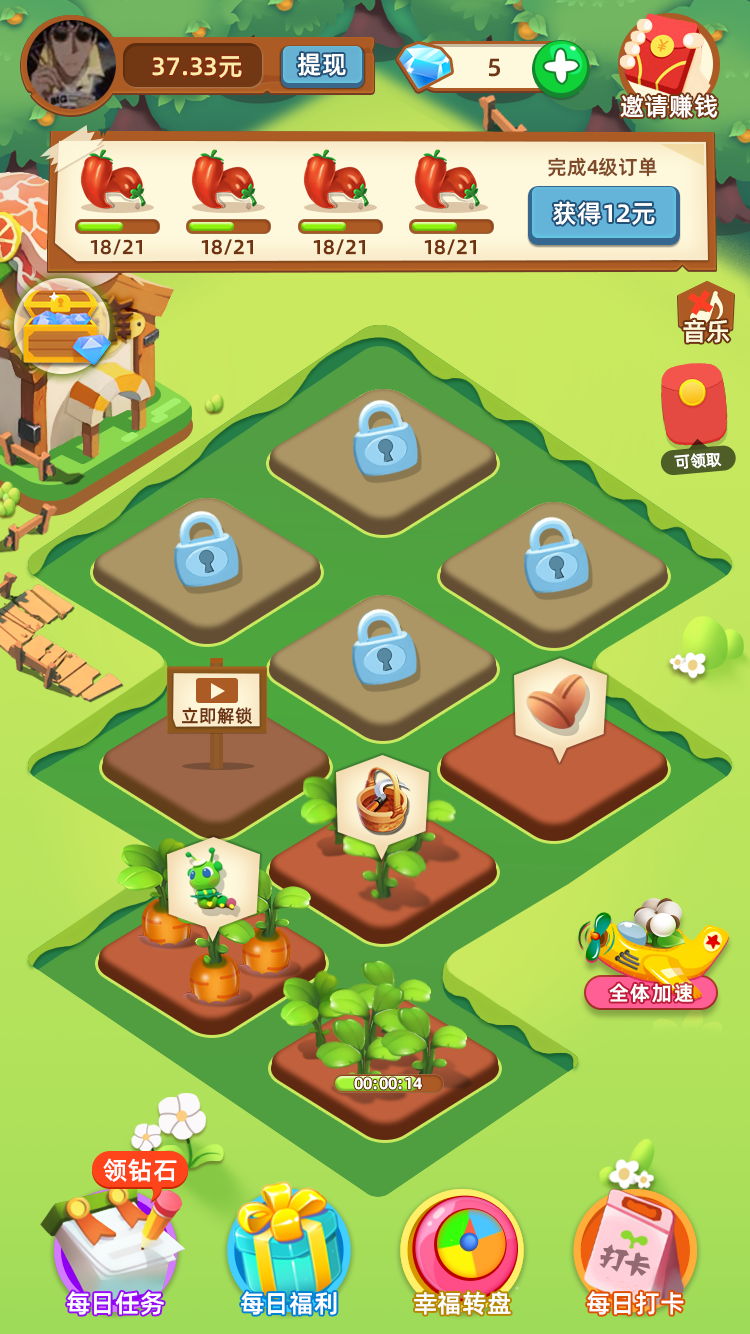 37.33元
提现
5
邀请赚钱
完成4级订单
获得12元
18/21
18/21
18/21
18/21
音乐
可领取
立即解锁
全体加速
00:00:14
领钻石
打卡
每日任务
每日福利
幸福转盘
每日打卡